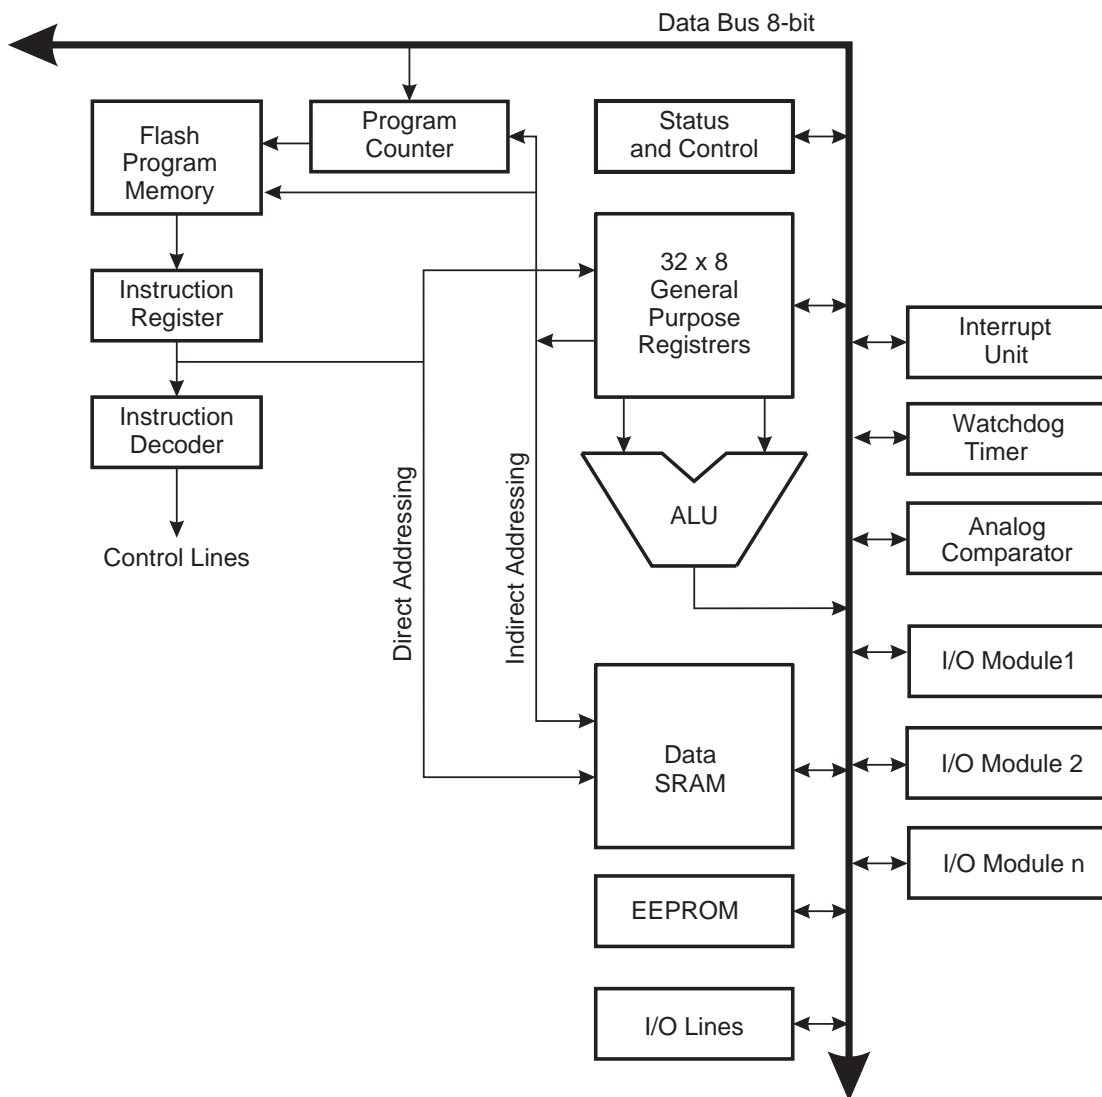 Data Bus 8-bit
Flash
Program
Memory
Program
Counter
Status
and Control
32 x 8
General
Purpose
Registrers
Instruction
Register
Instruction
Decoder
Control Lines
Direct Addressing
Indirect Addressing
ALU
Interrupt
Unit
Watchdog
Timer
Analog
Comparator
I/O Module1
Data
SRAM
I/O Module 2
I/O Module n
EEPROM
I/O Lines